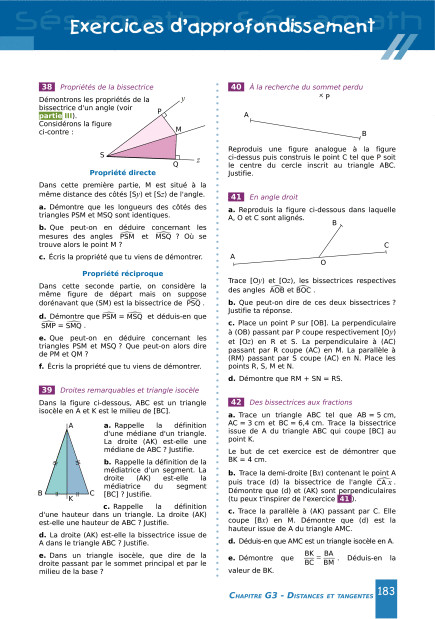 Exercices d'approfondissement
38 Propriétés de la bissectrice
Démontrons les propriétés de la
bissectrice d'un angle (voir
partie III).
Considérons la figure
ci-contre :
y
P
M
S
Q
z
Propriété directe
Dans cette première partie, M est situé à la
même distance des côtés [Sy) et [Sz) de l'angle.
a. Démontre que les longueurs des côtés des
triangles PSM et MSQ sont identiques.
b. Que peut-on en déduire concernant les
mesures des angles PSM et MSQ ? Où se
trouve alors le point M ?
c. Écris la propriété que tu viens de démontrer.
Propriété réciproque
Dans cette seconde partie, on considère la
même figure de départ mais on suppose
dorénavant que (SM) est la bissectrice de PSQ .
d. Démontre que PSM = MSQ et déduis-en que
SMP = SMQ .
e. Que peut-on en déduire concernant les
triangles PSM et MSQ ? Que peut-on alors dire
de PM et QM ?
f. Écris la propriété que tu viens de démontrer.
39 Droites remarquables et triangle isocèle
Dans la figure ci-dessous, ABC est un triangle
isocèle en A et K est le milieu de [BC].
A
B
K
C
a. Rappelle la définition
d'une médiane d'un triangle.
La droite (AK) est-elle une
médiane de ABC ? Justifie.
b. Rappelle la définition de la
médiatrice d'un segment. La
droite (AK) est-elle la
médiatrice du segment
[BC] ? Justifie.
c. Rappelle la définition
d'une hauteur dans un triangle. La droite (AK)
est-elle une hauteur de ABC ? Justifie.
d. La droite (AK) est-elle la bissectrice issue de
A dans le triangle ABC ? Justifie.
e. Dans un triangle isocèle, que dire de la
droite passant par le sommet principal et par le
milieu de la base ?
40 À la recherche du sommet perdu
× P
A
B
Reproduis une figure analogue à la figure
ci-dessus puis construis le point C tel que P soit
le centre du cercle inscrit au triangle ABC.
Justifie.
41 En angle droit
a. Reproduis la figure ci-dessous dans laquelle
A, O et C sont alignés.
B
C
A
O
Trace [Oy) et [Oz), les bissectrices respectives
des angles AOB et BOC .
b. Que peut-on dire de ces deux bissectrices ?
Justifie ta réponse.
c. Place un point P sur [OB]. La perpendiculaire
à (OB) passant par P coupe respectivement [Oy)
et [Oz) en R et S. La perpendiculaire à (AC)
passant par R coupe (AC) en M. La parallèle à
(RM) passant par S coupe (AC) en N. Place les
points R, S, M et N.
d. Démontre que RM + SN = RS.
42 Des bissectrices aux fractions
a. Trace un triangle ABC tel que AB = 5 cm,
AC = 3 cm et BC = 6,4 cm. Trace la bissectrice
issue de A du triangle ABC qui coupe [BC] au
point K.
Le but de cet exercice est de démontrer que
BK = 4 cm.
b. Trace la demi-droite [Bx) contenant le point A
puis trace (d) la bissectrice de l'angle CAx .
Démontre que (d) et (AK) sont perpendiculaires
(tu peux t'inspirer de l'exercice 41).
c. Trace la parallèle à (AK) passant par C. Elle
coupe [Bx) en M. Démontre que (d) est la
hauteur issue de A du triangle AMC.
d. Déduis-en que AMC est un triangle isocèle en A.
e. Démontre que BK/BC = BA/BM . Déduis-en la
valeur de BK.
CHAPITRE G3 - DISTANCES ET TANGENTES 183